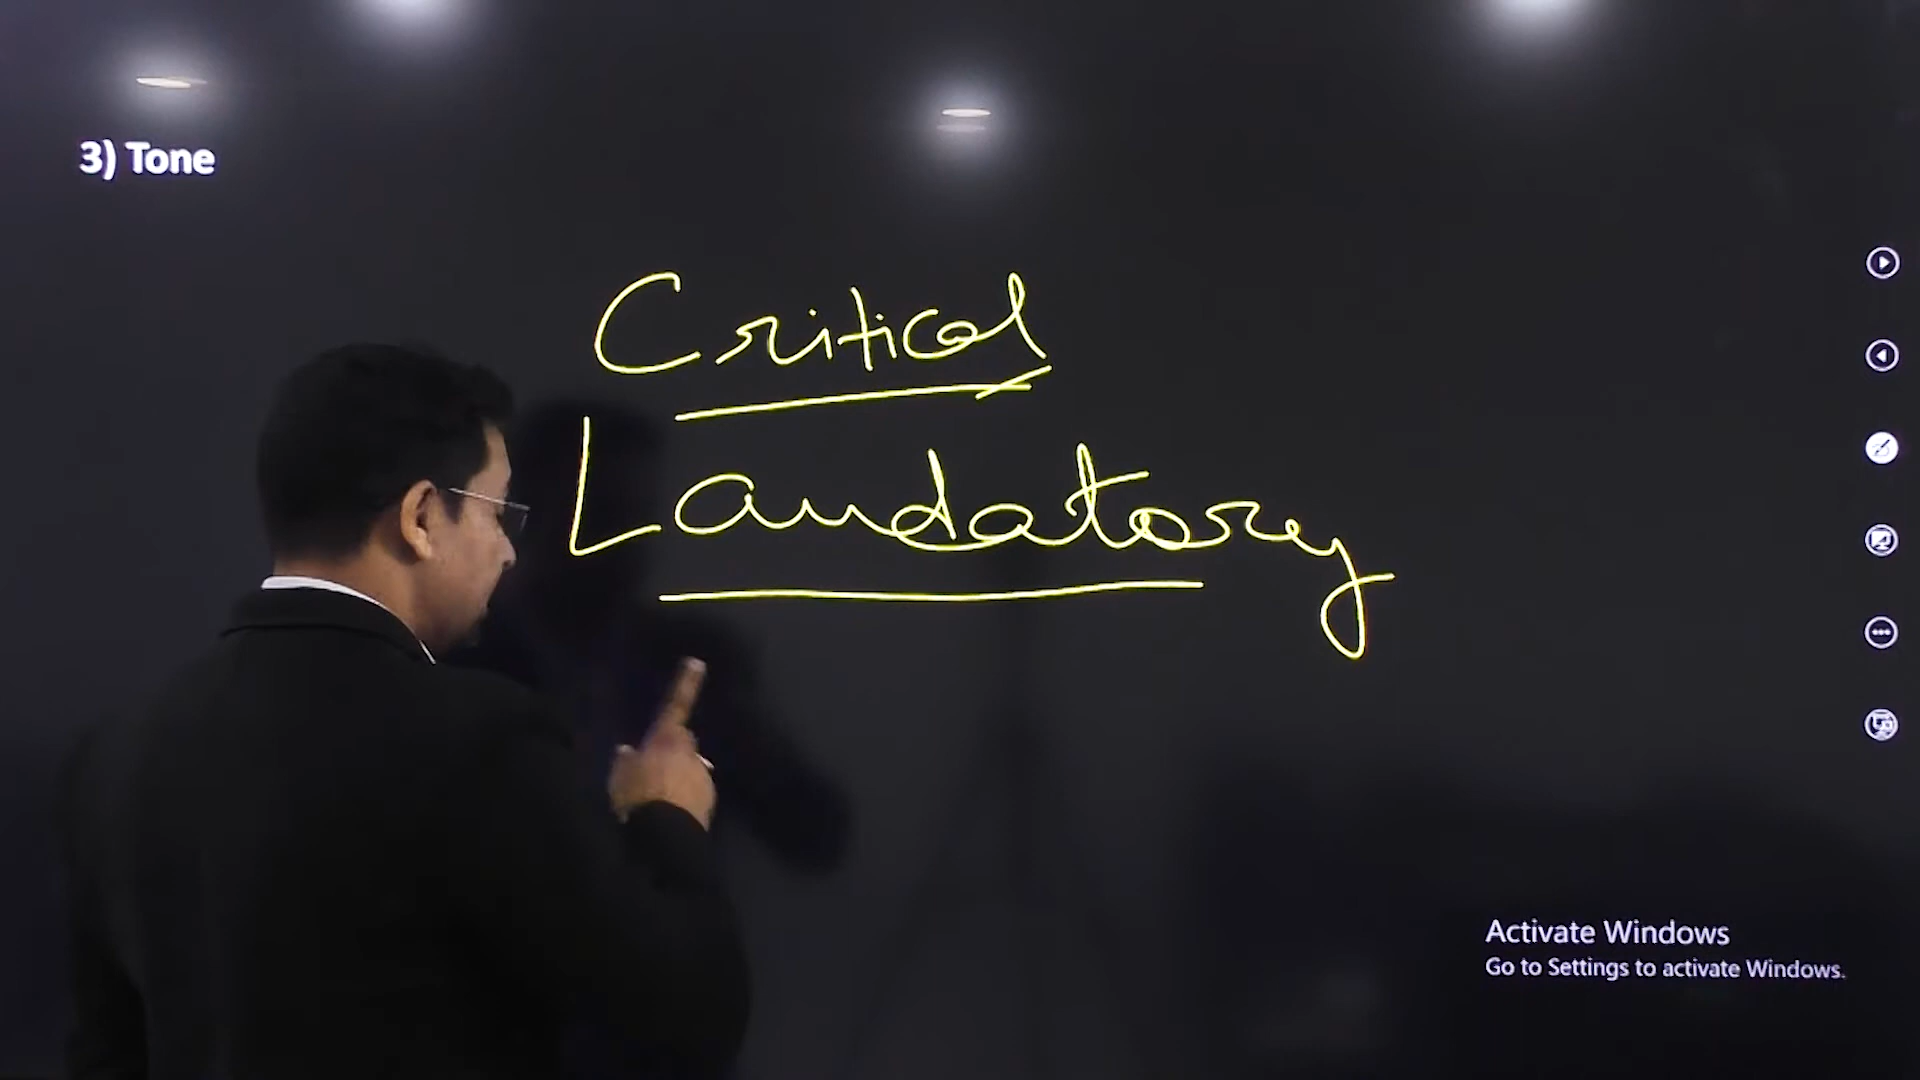 3) Tone
Critical
Laudatory
Activate Windows
Go to Settings to activate Windows.